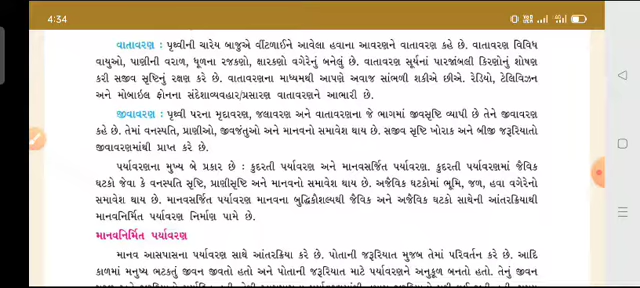 4:34
વાતાવરણ : પૃથ્વીની ચારેય બાજુએ વીંટળાઈને આવેલા હવાના આવરણને વાતાવરણ કહે છે. વાતાવરણ વિવિધ
વાયુઓ, પાણીની વરાળ, ધૂળના રજકણો, ક્ષારકણો વગેરેનું બનેલું છે. વાતાવરણ સૂર્યનાં પારજાંબલી કિરણોનું શોષણ
કરી સજીવ સૃષ્ટિનું રક્ષણ કરે છે. વાતાવરણના માધ્યમથી આપણે અવાજ સાંભળી શકીએ છીએ. રેડિયો, ટેલિવિઝન
અને મોબાઇલ ફોનના સંદેશાવ્યવહાર/પ્રસારણ વાતાવરણને આભારી છે.
જીવાવરણ : પૃથ્વી પરના મૃદાવરણ, જલાવરણ અને વાતાવરણના જે ભાગમાં જીવસૃષ્ટિ વ્યાપી છે તેને જીવાવરણ
કહે છે. તેમાં વનસ્પતિ, પ્રાણીઓ, જીવજંતુઓ અને માનવનો સમાવેશ થાય છે. સજીવ સૃષ્ટિ ખોરાક અને બીજી જરૂરિયાતો
જીવાવરણમાંથી પ્રાપ્ત કરે છે.
પર્યાવરણના મુખ્ય બે પ્રકાર છે : કુદરતી પર્યાવરણ અને માનવસર્જિત પર્યાવરણ. કુદરતી પર્યાવરણમાં જૈવિક
ઘટકો જેવા કે વનસ્પતિ સૃષ્ટિ, પ્રાણીસૃષ્ટિ અને માનવનો સમાવેશ થાય છે. અજૈવિક ઘટકોમાં ભૂમિ, જળ, હવા વગેરેનો
સમાવેશ થાય છે. માનવસર્જિત પર્યાવરણ માનવના બુદ્ધિકૌશલ્યથી જૈવિક અને અજૈવિક ઘટકો સાથેની આંતરક્રિયાથી
માનવનિર્મિત પર્યાવરણ નિર્માણ પામે છે.
માનવનિર્મિત પર્યાવરણ
માનવ આસપાસના પર્યાવરણ સાથે આંતરક્રિયા કરે છે. પોતાની જરૂરિયાત મુજબ તેમાં પરિવર્તન કરે છે. આદિ
કાળમાં મનુષ્ય ભટકતું જીવન જીવતો હતો અને પોતાની જરૂરિયાત માટે પર્યાવરણને અનુકૂળ બનતો હતો. તેનું જીવન